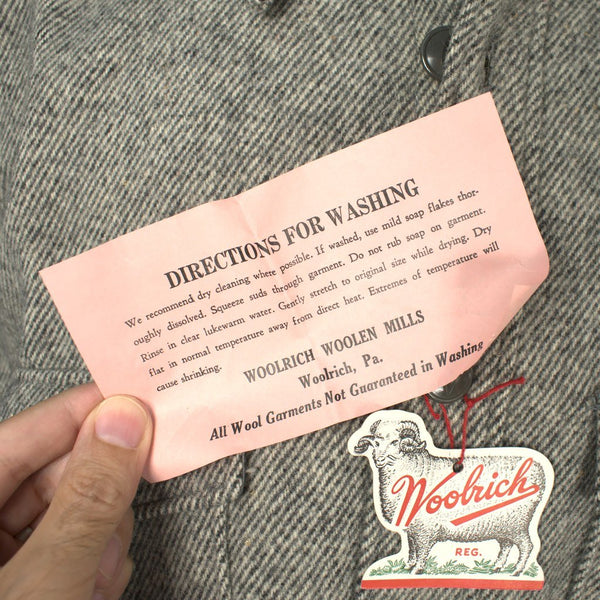 DIRECTIONS FOR WASHING
We recommend dry cleaning where possible. If washed, use mild soap flakes thor-
oughly dissolved. Squeeze suds through garment. Do not rub soap on garment.
Rinse in clear lukewarm water. Gently stretch to original size while drying. Dry
flat in normal temperature away from direct heat. Extremes of temperature will
cause shrinking.
WOOLRICH WOOLEN MILLS
Woolrich, Pa.
All Wool Garments Not Guaranteed in Washing
Woolrich
REG.